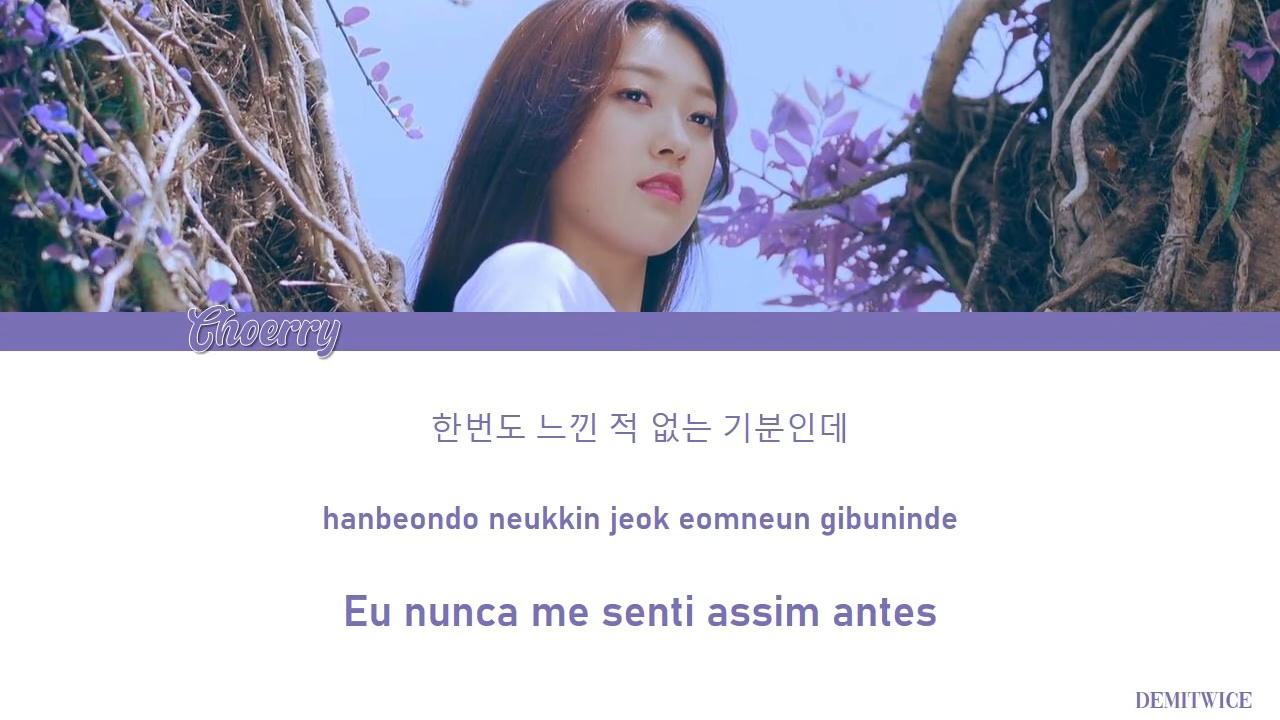 Choerry
한번도 느낀 적 없는 기분인데
hanbeondo neukkin jeok eomneun gibuninde
Eu nunca me senti assim antes
DEMITWICE